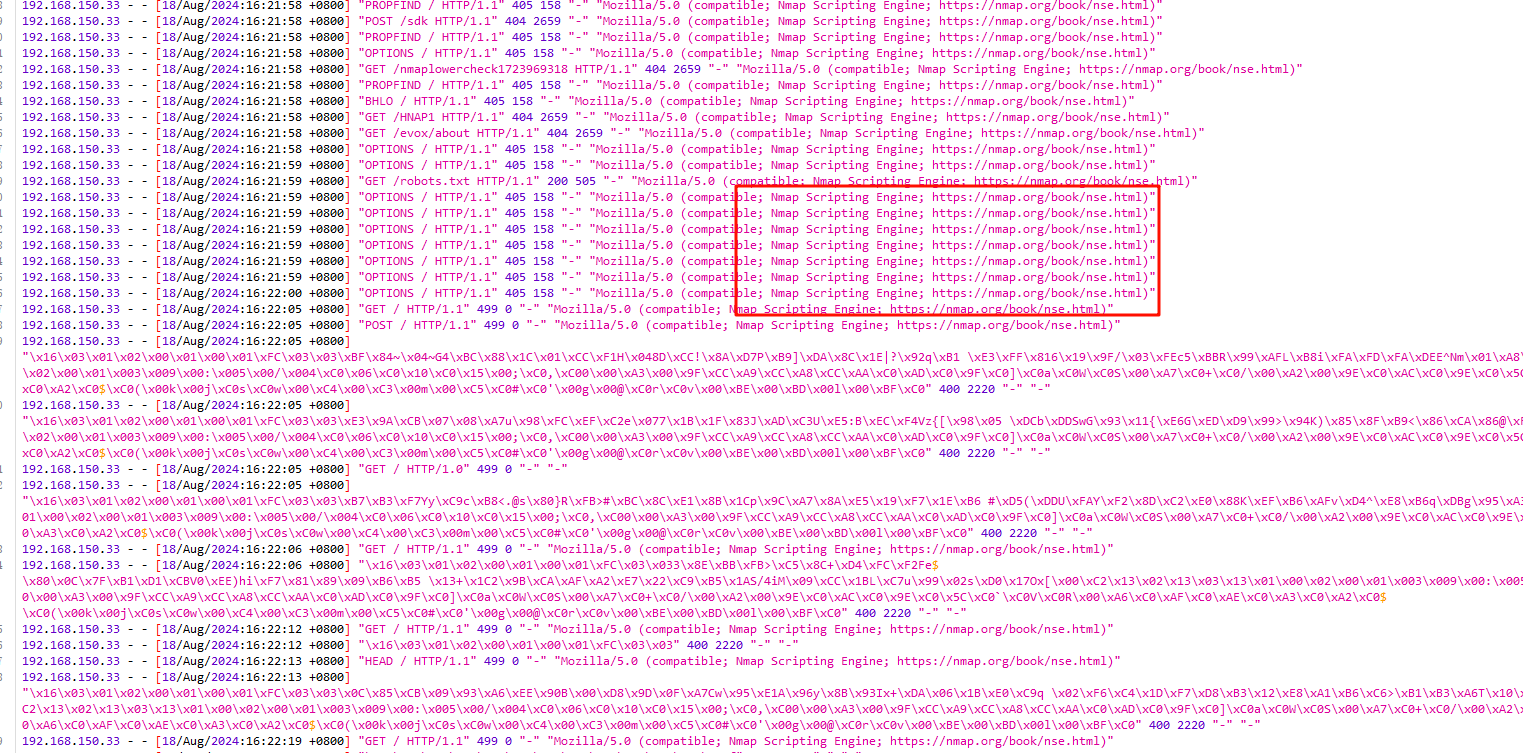 192.168.150.33 - - [18/Aug/2024:16:21:58 +0800] "PROPFIND / HTTP/1.1" 405 158 "-" "Mozilla/5.0 (compatible; Nmap Scripting Engine; https://nmap.org/book/nse.html)"
192.168.150.33 - - [18/Aug/2024:16:21:58 +0800] "POST /sdk HTTP/1.1" 404 2659 "-" "Mozilla/5.0 (compatible; Nmap Scripting Engine; https://nmap.org/book/nse.html)"
192.168.150.33 - - [18/Aug/2024:16:21:58 +0800] "PROPFIND / HTTP/1.1" 405 158 "-" "Mozilla/5.0 (compatible; Nmap Scripting Engine; https://nmap.org/book/nse.html)"
192.168.150.33 - - [18/Aug/2024:16:21:58 +0800] "OPTIONS / HTTP/1.1" 405 158 "-" "Mozilla/5.0 (compatible; Nmap Scripting Engine; https://nmap.org/book/nse.html)"
192.168.150.33 - - [18/Aug/2024:16:21:58 +0800] "GET /nmaplowercheck1723969318 HTTP/1.1" 404 2659 "-" "Mozilla/5.0 (compatible; Nmap Scripting Engine; https://nmap.org/book/nse.html)"
192.168.150.33 - - [18/Aug/2024:16:21:58 +0800] "PROPFIND / HTTP/1.1" 405 158 "-" "Mozilla/5.0 (compatible; Nmap Scripting Engine; https://nmap.org/book/nse.html)"
192.168.150.33 - - [18/Aug/2024:16:21:58 +0800] "BHLO / HTTP/1.1" 405 158 "-" "Mozilla/5.0 (compatible; Nmap Scripting Engine; https://nmap.org/book/nse.html)"
192.168.150.33 - - [18/Aug/2024:16:21:58 +0800] "GET /HNAP1 HTTP/1.1" 404 2659 "-" "Mozilla/5.0 (compatible; Nmap Scripting Engine; https://nmap.org/book/nse.html)"
192.168.150.33 - - [18/Aug/2024:16:21:58 +0800] "GET /evox/about HTTP/1.1" 404 2659 "-" "Mozilla/5.0 (compatible; Nmap Scripting Engine; https://nmap.org/book/nse.html)"
192.168.150.33 - - [18/Aug/2024:16:21:58 +0800] "OPTIONS / HTTP/1.1" 405 158 "-" "Mozilla/5.0 (compatible; Nmap Scripting Engine; https://nmap.org/book/nse.html)"
192.168.150.33 - - [18/Aug/2024:16:21:59 +0800] "OPTIONS / HTTP/1.1" 405 158 "-" "Mozilla/5.0 (compatible; Nmap Scripting Engine; https://nmap.org/book/nse.html)"
192.168.150.33 - - [18/Aug/2024:16:21:59 +0800] "GET /robots.txt HTTP/1.1" 200 505 "-" "Mozilla/5.0 (compatible; Nmap Scripting Engine; https://nmap.org/book/nse.html)"
192.168.150.33 - - [18/Aug/2024:16:21:59 +0800] "OPTIONS / HTTP/1.1" 405 158 "-" "Mozilla/5.0 (compatible; Nmap Scripting Engine; https://nmap.org/book/nse.html)"
192.168.150.33 - - [18/Aug/2024:16:21:59 +0800] "OPTIONS / HTTP/1.1" 405 158 "-" "Mozilla/5.0 (compatible; Nmap Scripting Engine; https://nmap.org/book/nse.html)"
192.168.150.33 - - [18/Aug/2024:16:21:59 +0800] "OPTIONS / HTTP/1.1" 405 158 "-" "Mozilla/5.0 (compatible; Nmap Scripting Engine; https://nmap.org/book/nse.html)"
192.168.150.33 - - [18/Aug/2024:16:21:59 +0800] "OPTIONS / HTTP/1.1" 405 158 "-" "Mozilla/5.0 (compatible; Nmap Scripting Engine; https://nmap.org/book/nse.html)"
192.168.150.33 - - [18/Aug/2024:16:21:59 +0800] "OPTIONS / HTTP/1.1" 405 158 "-" "Mozilla/5.0 (compatible; Nmap Scripting Engine; https://nmap.org/book/nse.html)"
192.168.150.33 - - [18/Aug/2024:16:21:59 +0800] "OPTIONS / HTTP/1.1" 405 158 "-" "Mozilla/5.0 (compatible; Nmap Scripting Engine; https://nmap.org/book/nse.html)"
192.168.150.33 - - [18/Aug/2024:16:22:00 +0800] "OPTIONS / HTTP/1.1" 405 158 "-" "Mozilla/5.0 (compatible; Nmap Scripting Engine; https://nmap.org/book/nse.html)"
192.168.150.33 - - [18/Aug/2024:16:22:05 +0800] "GET / HTTP/1.1" 499 0 "-" "Mozilla/5.0 (compatible; Nmap Scripting Engine; https://nmap.org/book/nse.html)"
192.168.150.33 - - [18/Aug/2024:16:22:05 +0800] "POST / HTTP/1.1" 499 0 "-" "Mozilla/5.0 (compatible; Nmap Scripting Engine; https://nmap.org/book/nse.html)"
192.168.150.33 - - [18/Aug/2024:16:22:05 +0800]
"\x16\x03\x01\x02\x00\x01\x00\x01\xFC\x03\x03\xBF\x84~\x04~G4\xBC\x88\x1C\x01\xCC\xF1H\x048D\xCC!\x8A\xD7P\xB9]\xDA\x8C\x1E|?\x92q\xB1 \xE3\xFF\x816\x19\x9F/\x03\xFEc5\xBBR\x99\xAFL\xB8i\xFA\xFD\xFA\xDEE^Nm\x01\xA8
\x02\x00\x01\x003\x009\x00:\x005\x00/\x004\xC0\x06\xC0\x10\xC0\x15\x00;\xC0,\xC00\x00\xA3\x00\x9F\xCC\xA9\xCC\xA8\xCC\xAA\xC0\xAD\xC0\x9F\xC0]\xC0a\xC0W\xC0S\x00\xA7\xC0+\xC0/\x00\xA2\x00\x9E\xC0\xAC\xC0\x9E\xC0\x5C
\xC0\xA2\xC0$\xC0(\x00k\x00j\xC0s\xC0w\x00\xC4\x00\xC3\x00m\x00\xC5\xC0#\xC0'\x00g\x00@\xC0r\xC0v\x00\xBE\x00\xBD\x00l\x00\xBF\xC0" 400 2220 "-" "-"
192.168.150.33 - - [18/Aug/2024:16:22:05 +0800]
"\x16\x03\x01\x02\x00\x01\x00\x01\xFC\x03\x03\xE3\x9A\xCB\x07\x08\xA7u\x98\xFC\xEF\xC2e\x077\x1B\x1F\x83J\xAD\xC3U\xE5:B\xEC\xF4Vz{[\x98\x05 \xDCb\xDDSwG\x93\x11{\xE6G\xED\xD9\x99>\x94K)\x85\x8F\xB9<\x86\xCA\x86@\xF
\x02\x00\x01\x003\x009\x00:\x005\x00/\x004\xC0\x06\xC0\x10\xC0\x15\x00;\xC0,\xC00\x00\xA3\x00\x9F\xCC\xA9\xCC\xA8\xCC\xAA\xC0\xAD\xC0\x9F\xC0]\xC0a\xC0W\xC0S\x00\xA7\xC0+\xC0/\x00\xA2\x00\x9E\xC0\xAC\xC0\x9E\xC0\x5C
\xC0\xA2\xC0$\xC0(\x00k\x00j\xC0s\xC0w\x00\xC4\x00\xC3\x00m\x00\xC5\xC0#\xC0'\x00g\x00@\xC0r\xC0v\x00\xBE\x00\xBD\x00l\x00\xBF\xC0" 400 2220 "-" "-"
192.168.150.33 - - [18/Aug/2024:16:22:05 +0800] "GET / HTTP/1.0" 499 0 "-" "-"
192.168.150.33 - - [18/Aug/2024:16:22:05 +0800]
"\x16\x03\x01\x02\x00\x01\x00\x01\xFC\x03\x03\xB7\xB3\xF7Yy\xC9c\xB8<.@s\x80}R\xFB>#\xBC\x8C\xE1\x8B\x1Cp\x9C\xA7\x8A\xE5\x19\xF7\x1E\xB6 #\xD5(\xDDU\xFAY\xF2\x8D\xC2\xE0\x88K\xEF\xB6\xAFv\xD4^\xE8\xB6q\xDBg\x95\xA3
01\x00\x02\x00\x01\x003\x009\x00:\x005\x00/\x004\xC0\x06\xC0\x10\xC0\x15\x00;\xC0,\xC00\x00\xA3\x00\x9F\xCC\xA9\xCC\xA8\xCC\xAA\xC0\xAD\xC0\x9F\xC0]\xC0a\xC0W\xC0S\x00\xA7\xC0+\xC0/\x00\xA2\x00\x9E\xC0\xAC\xC0\x9E\
0\xA3\xC0\xA2\xC0$\xC0(\x00k\x00j\xC0s\xC0w\x00\xC4\x00\xC3\x00m\x00\xC5\xC0#\xC0'\x00g\x00@\xC0r\xC0v\x00\xBE\x00\xBD\x00l\x00\xBF\xC0" 400 2220 "-" "-"
192.168.150.33 - - [18/Aug/2024:16:22:06 +0800] "GET / HTTP/1.1" 499 0 "-" "Mozilla/5.0 (compatible; Nmap Scripting Engine; https://nmap.org/book/nse.html)"
192.168.150.33 - - [18/Aug/2024:16:22:06 +0800] "\x16\x03\x01\x02\x00\x01\x00\x01\xFC\x03\x033\x8E\xBB\xFB>\xC5\x8C+\xD4\xFC\xF2Fe$
\x80\x0C\x7F\xB1\xD1\xCBV0\xEE)hi\xF7\x81\x89\x09\xB6\xB5 \x13+\x1C2\x9B\xCA\xAF\xA2\xE7\x22\xC9\xB5\x1AS/4iM\x09\xCC\x1BL\xC7u\x99\x02s\xD0\x17Ox[\x00\xC2\x13\x02\x13\x03\x13\x01\x00\x02\x00\x01\x003\x009\x00:\x005
0\x00\xA3\x00\x9F\xCC\xA9\xCC\xA8\xCC\xAA\xC0\xAD\xC0\x9F\xC0]\xC0a\xC0W\xC0S\x00\xA7\xC0+\xC0/\x00\xA2\x00\x9E\xC0\xAC\xC0\x9E\xC0\x5C\xC0`\xC0V\xC0R\x00\xA6\xC0\xAF\xC0\xAE\xC0\xA3\xC0\xA2\xC0$
\xC0(\x00k\x00j\xC0s\xC0w\x00\xC4\x00\xC3\x00m\x00\xC5\xC0#\xC0'\x00g\x00@\xC0r\xC0v\x00\xBE\x00\xBD\x00l\x00\xBF\xC0" 400 2220 "-" "-"
192.168.150.33 - - [18/Aug/2024:16:22:12 +0800] "GET / HTTP/1.1" 499 0 "-" "Mozilla/5.0 (compatible; Nmap Scripting Engine; https://nmap.org/book/nse.html)"
192.168.150.33 - - [18/Aug/2024:16:22:12 +0800] "\x16\x03\x01\x02\x00\x01\x00\x01\xFC\x03\x03" 400 2220 "-" "-"
192.168.150.33 - - [18/Aug/2024:16:22:13 +0800] "HEAD / HTTP/1.1" 499 0 "-" "Mozilla/5.0 (compatible; Nmap Scripting Engine; https://nmap.org/book/nse.html)"
192.168.150.33 - - [18/Aug/2024:16:22:13 +0800]
"\x16\x03\x01\x02\x00\x01\x00\x01\xFC\x03\x03\x0C\x85\xCB\x09\x93\xA6\xEE\x90B\x00\xD8\x9D\x0F\xA7Cw\x95\xE1A\x96y\x8B\x93Ix+\xDA\x06\x1B\xE0\xC9q \x02\xF6\xC4\x1D\xF7\xD8\xB3\x12\xE8\xA1\xB6\xC6>\xB1\xB3\xA6T\x10\x
C2\x13\x02\x13\x03\x13\x01\x00\x02\x00\x01\x003\x009\x00:\x005\x00/\x004\xC0\x06\xC0\x10\xC0\x15\x00;\xC0,\xC00\x00\xA3\x00\x9F\xCC\xA9\xCC\xA8\xCC\xAA\xC0\xAD\xC0\x9F\xC0]\xC0a\xC0W\xC0S\x00\xA7\xC0+\xC0/\x00\xA2\x
0\xA6\xC0\xAF\xC0\xAE\xC0\xA3\xC0\xA2\xC0$\xC0(\x00k\x00j\xC0s\xC0w\x00\xC4\x00\xC3\x00m\x00\xC5\xC0#\xC0'\x00g\x00@\xC0r\xC0v\x00\xBE\x00\xBD\x00l\x00\xBF\xC0" 400 2220 "-" "-"
192.168.150.33 - - [18/Aug/2024:16:22:19 +0800] "GET / HTTP/1.1" 499 0 "-" "Mozilla/5.0 (compatible; Nmap Scripting Engine; https://nmap.org/book/nse.html)"